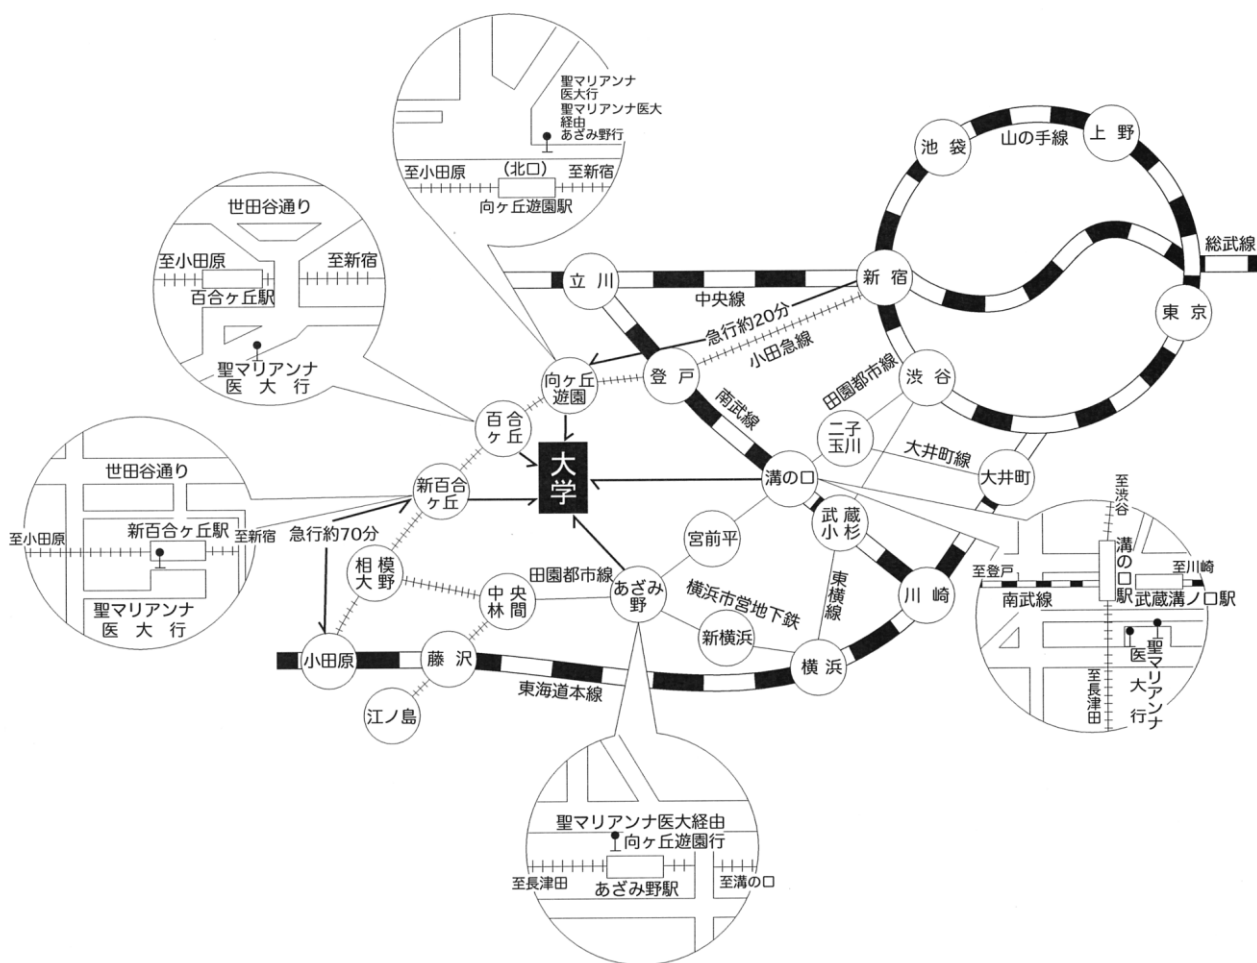 聖マリアンナ
医大行
聖マリアンナ医大
経由
あざみ野行
至小田原
(北口)
至新宿
向ヶ丘遊園駅
世田谷通り
至小田原
至新宿
百合ヶ丘駅
聖マリアンナ
医大行
世田谷通り
新百合ヶ丘駅
至小田原
至新宿
聖マリアンナ
医大行
池袋
山の手線
上野
総武線
立川
中央線
新宿
東京
急行約20分
小田急線
向ヶ丘
遊園
登戸
田園都市線
渋谷
南武線
百合
ヶ丘
二子
玉川
大井町線
大学
溝の口
大井町
新百合
ヶ丘
急行約70分
武蔵
小杉
宮前平
相模
大野
田園都市線
中央
林間
あざみ
野
横浜市営地下鉄
東横線
川崎
新横浜
小田原
藤沢
横浜
東海道本線
江ノ島
至渋谷
溝の口駅
至登戸
至川崎
南武線
武蔵溝ノ口駅
聖マリアンナ
医大行
至長津田
聖マリアンナ医大経由
向ヶ丘遊園行
至長津田
あざみ野駅
至溝の口